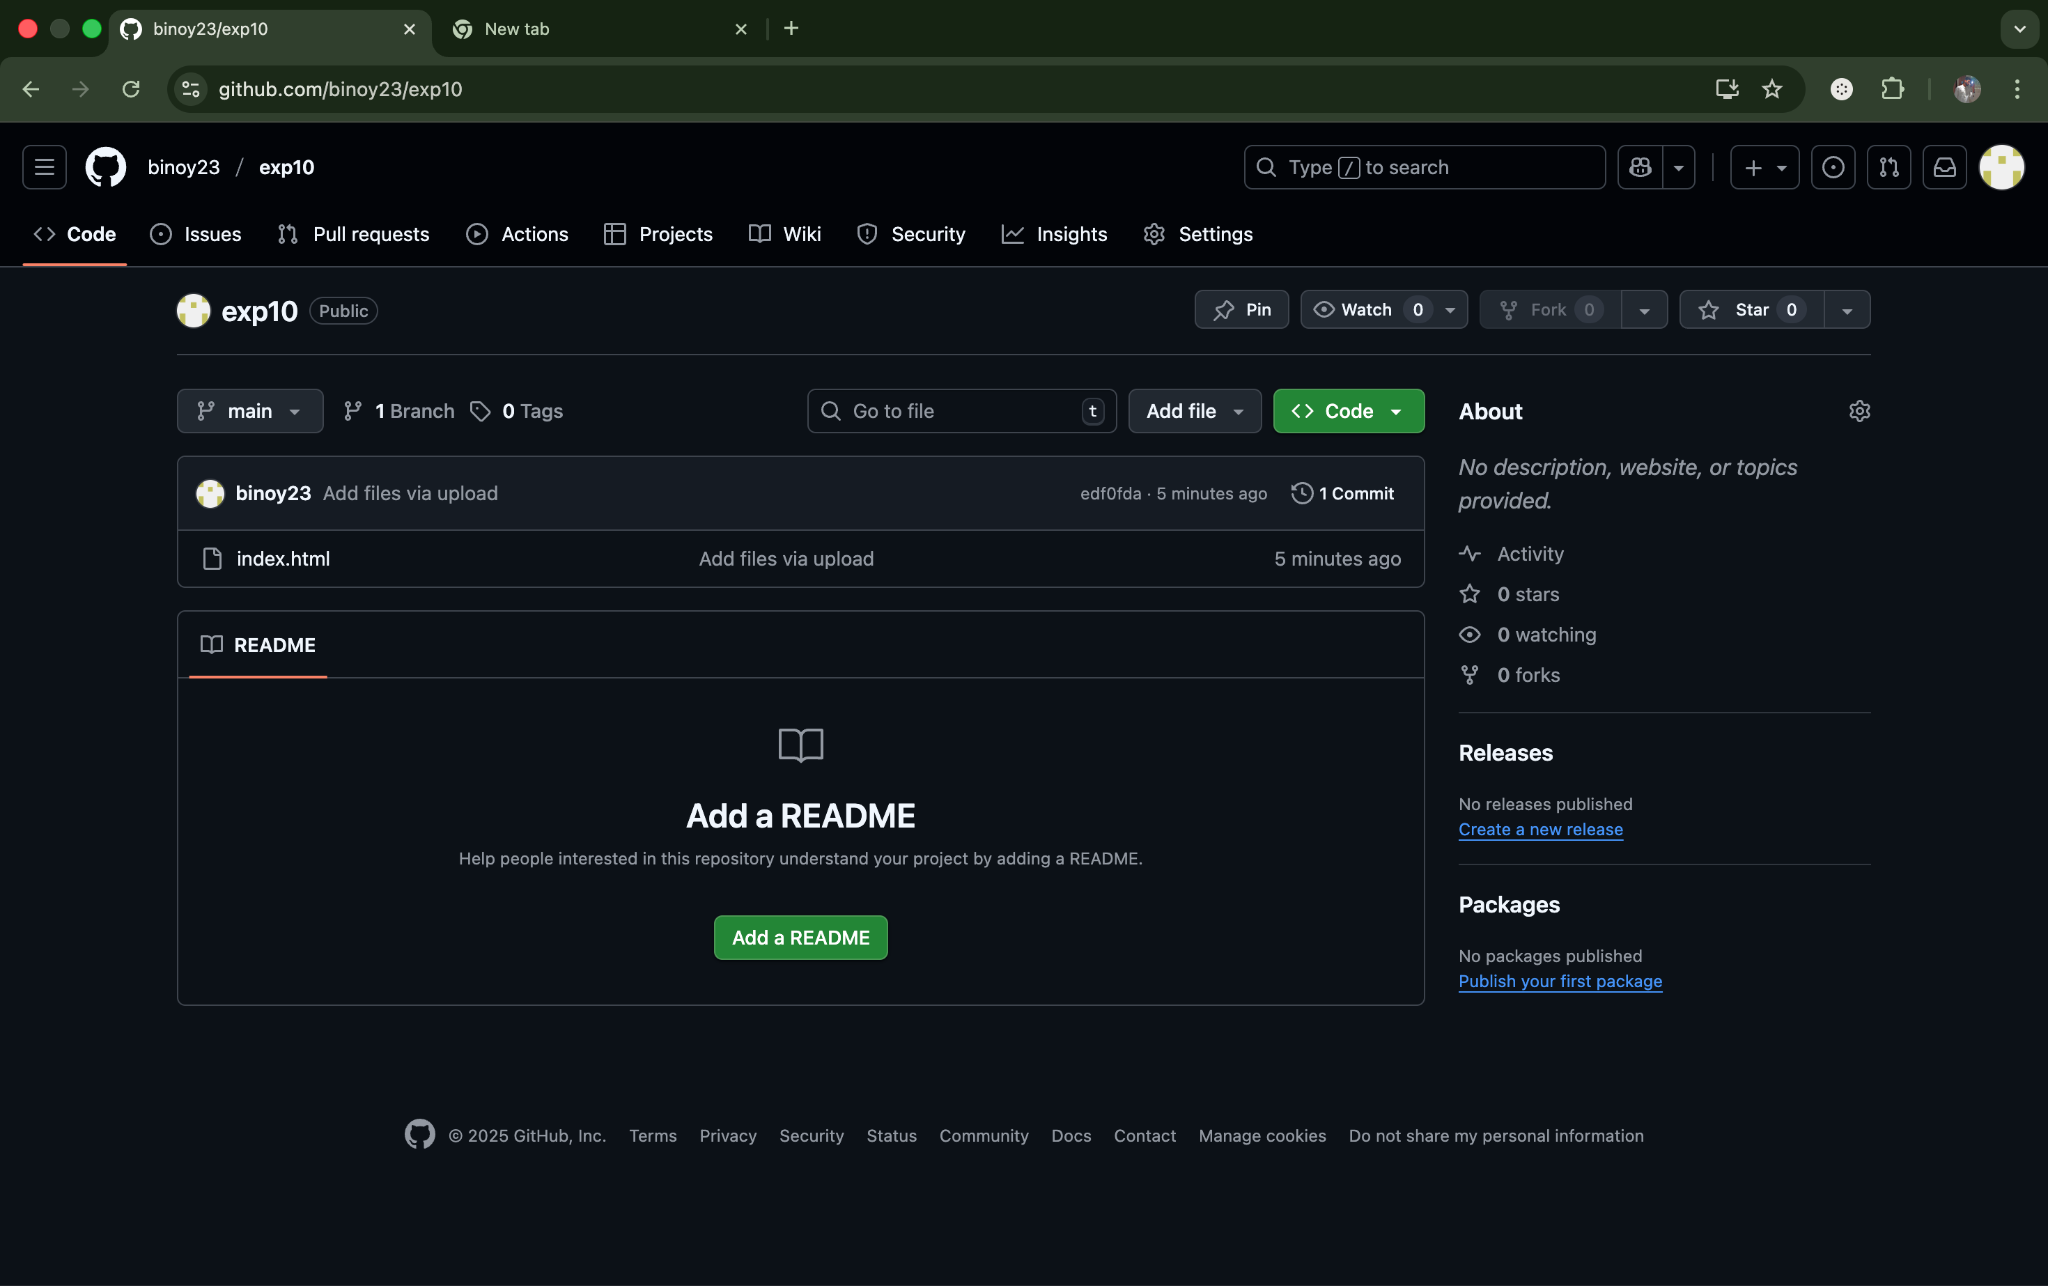 binoy23/exp10
New tab
github.com/binoy23/exp10
binoy23 / exp10
Type / to search
Code Issues Pull requests Actions Projects Wiki Security Insights Settings
exp10 Public
Pin Watch 0 Fork 0 Star 0
main 1 Branch 0 Tags
Go to file t Add file Code
binoy23 Add files via upload edf0fda · 5 minutes ago 1 Commit
index.html Add files via upload 5 minutes ago
README
Add a README
Help people interested in this repository understand your project by adding a README.
Add a README
About
No description, website, or topics
provided.
Activity
0 stars
0 watching
0 forks
Releases
No releases published
Create a new release
Packages
No packages published
Publish your first package
© 2025 GitHub, Inc. Terms Privacy Security Status Community Docs Contact Manage cookies Do not share my personal information